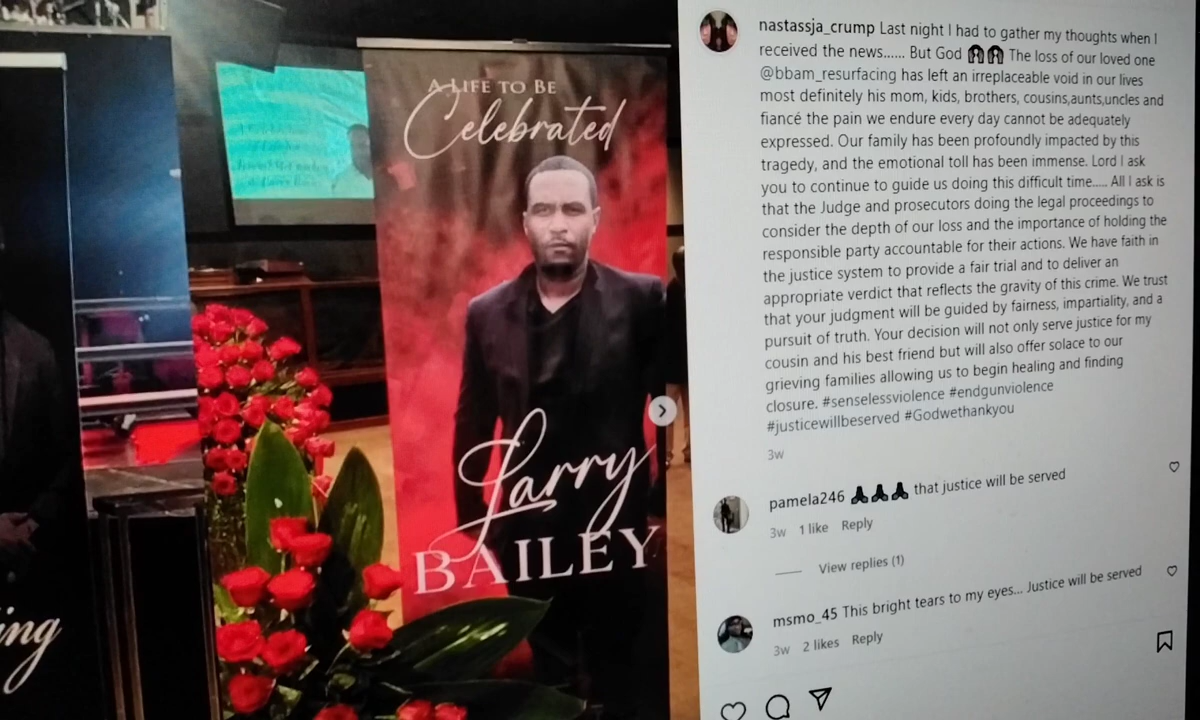 A LIFE TO BE
Celebrated
Larry
BAILEY
ing
nastassja_crump Last night I had to gather my thoughts when I
received the news...... But God The loss of our loved one
@bbam_resurfacing has left an irreplaceable void in our lives
most definitely his mom, kids, brothers, cousins,aunts,uncles and
fiancé the pain we endure every day cannot be adequately
expressed. Our family has been profoundly impacted by this
tragedy, and the emotional toll has been immense. Lord I ask
you to continue to guide us doing this difficult time..... All I ask is
that the Judge and prosecutors doing the legal proceedings to
consider the depth of our loss and the importance of holding the
responsible party accountable for their actions. We have faith in
the justice system to provide a fair trial and to deliver an
appropriate verdict that reflects the gravity of this crime. We trust
that your judgment will be guided by fairness, impartiality, and a
pursuit of truth. Your decision will not only serve justice for my
cousin and his best friend but will also offer solace to our
grieving families allowing us to begin healing and finding
closure. #senselessviolence #endgunviolence
#justicewillbeserved #Godwethankyou
3w
pamela246 🙏🙏🙏 that justice will be served
3w 1 like Reply
View replies (1)
msmo_45 This bright tears to my eyes... Justice will be served
3w 2 likes Reply